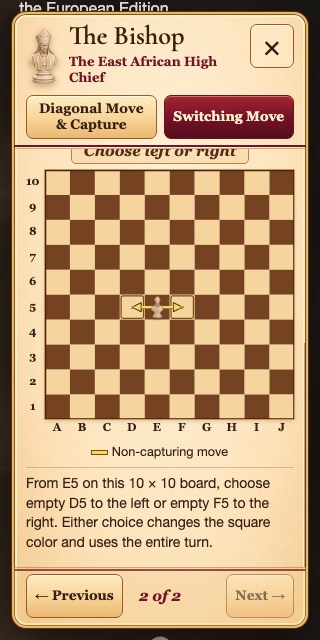 the European Edition
The Bishop
The East African High
Chief
Diagonal Move
& Capture
Switching Move
Choose left or right
10
9
8
7
6
5
4
3
2
1
A B C D E F G H I J
Non-capturing move
From E5 on this 10 × 10 board, choose
empty D5 to the left or empty F5 to the
right. Either choice changes the square
color and uses the entire turn.
← Previous
2 of 2
Next →